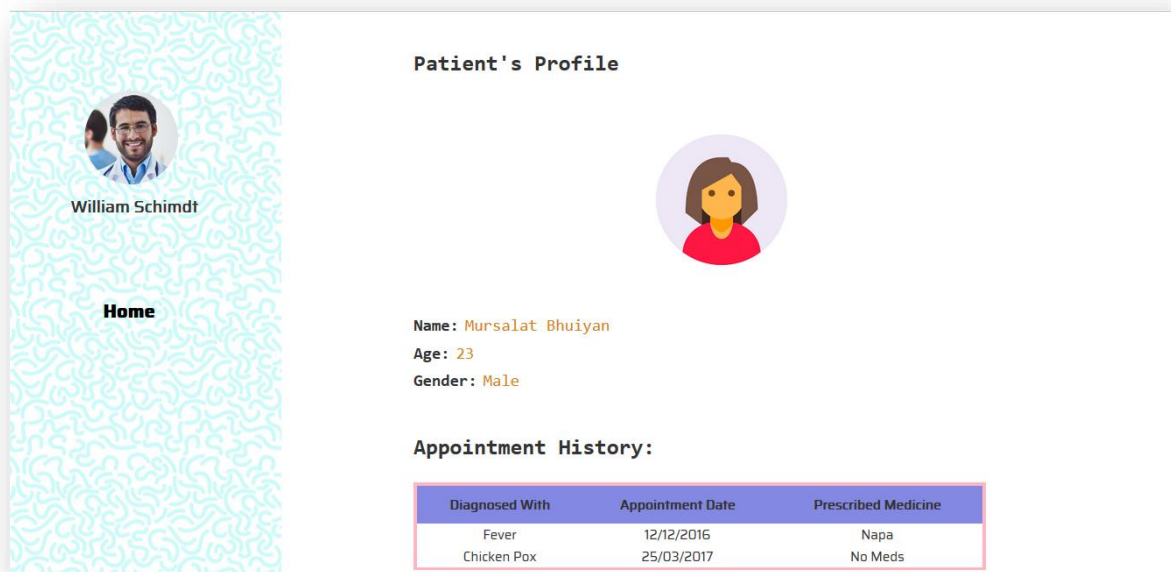 William Schimdt
Home
Patient's Profile
Name: Mursalat Bhuiyan
Age: 23
Gender: Male
Appointment History:
Diagnosed With Appointment Date Prescribed Medicine
Fever 12/12/2016 Napa
Chicken Pox 25/03/2017 No Meds